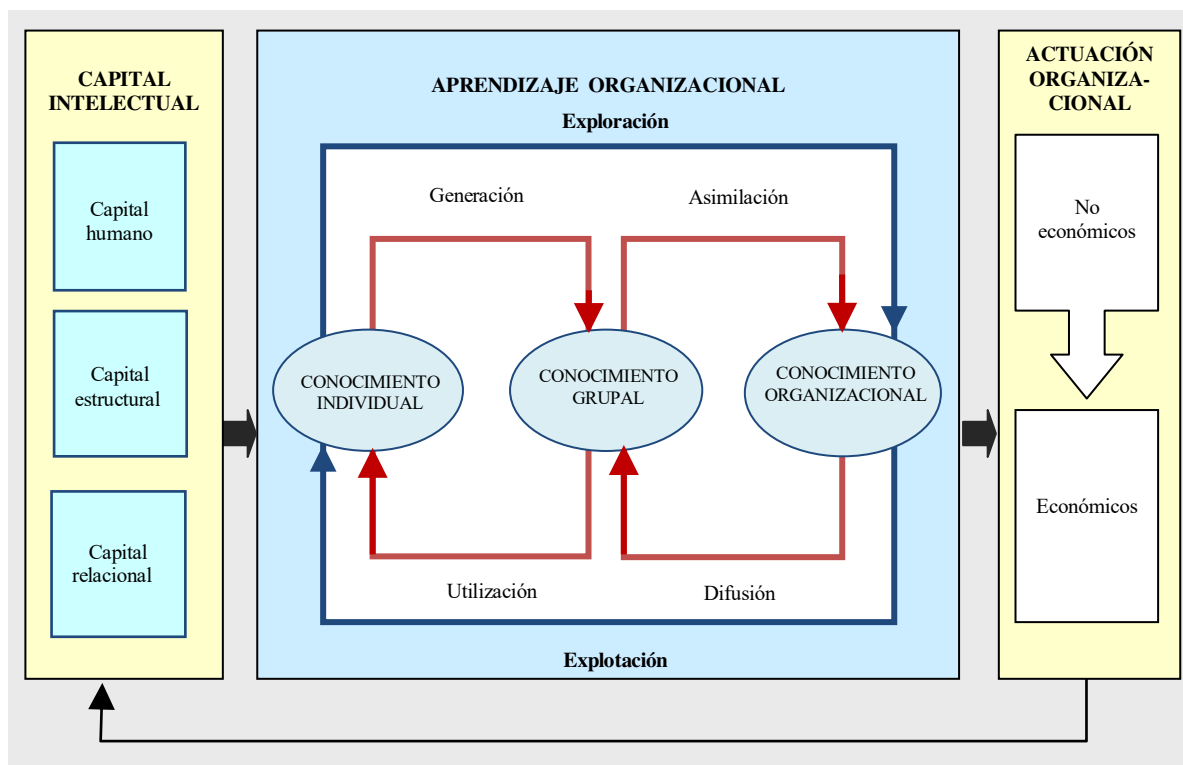 CAPITAL
INTELECTUAL
Capital
humano
Capital
estructural
Capital
relacional
APRENDIZAJE ORGANIZACIONAL
Exploración
Generación
Asimilación
CONOCIMIENTO
INDIVIDUAL
CONOCIMIENTO
GRUPAL
CONOCIMIENTO
ORGANIZACIONAL
Utilización
Difusión
Explotación
ACTUACIÓN
ORGANIZA-
CIONAL
No
económicos
Económicos